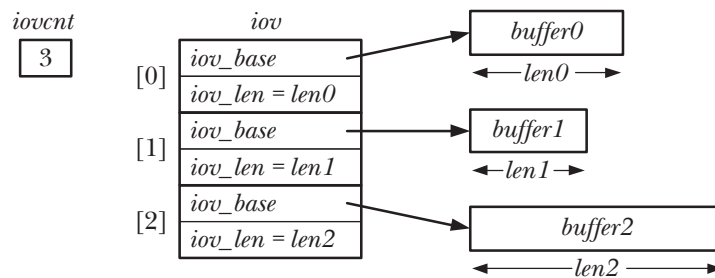 iovcnt
3
iov
[0]
iov_base
iov_len = len0
[1]
iov_base
iov_len = len1
[2]
iov_base
iov_len = len2
buffer0
len0
buffer1
len1
buffer2
len2